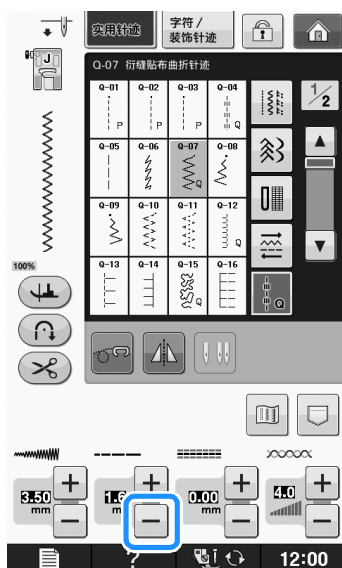 实用针迹
字符 /
装饰针迹
J
Q-07 衍缝贴布曲折针迹
1/2
Q-01 Q-02 Q-03 Q-04
P P P Q
Q-05 Q-06 Q-07 Q-08
Q
Q-09 Q-10 Q-11 Q-12
Q
Q-13 Q-14 Q-15 Q-16
Q
Q
100%
3.50 0.00 4.0
mm mm mm
? i 12:00